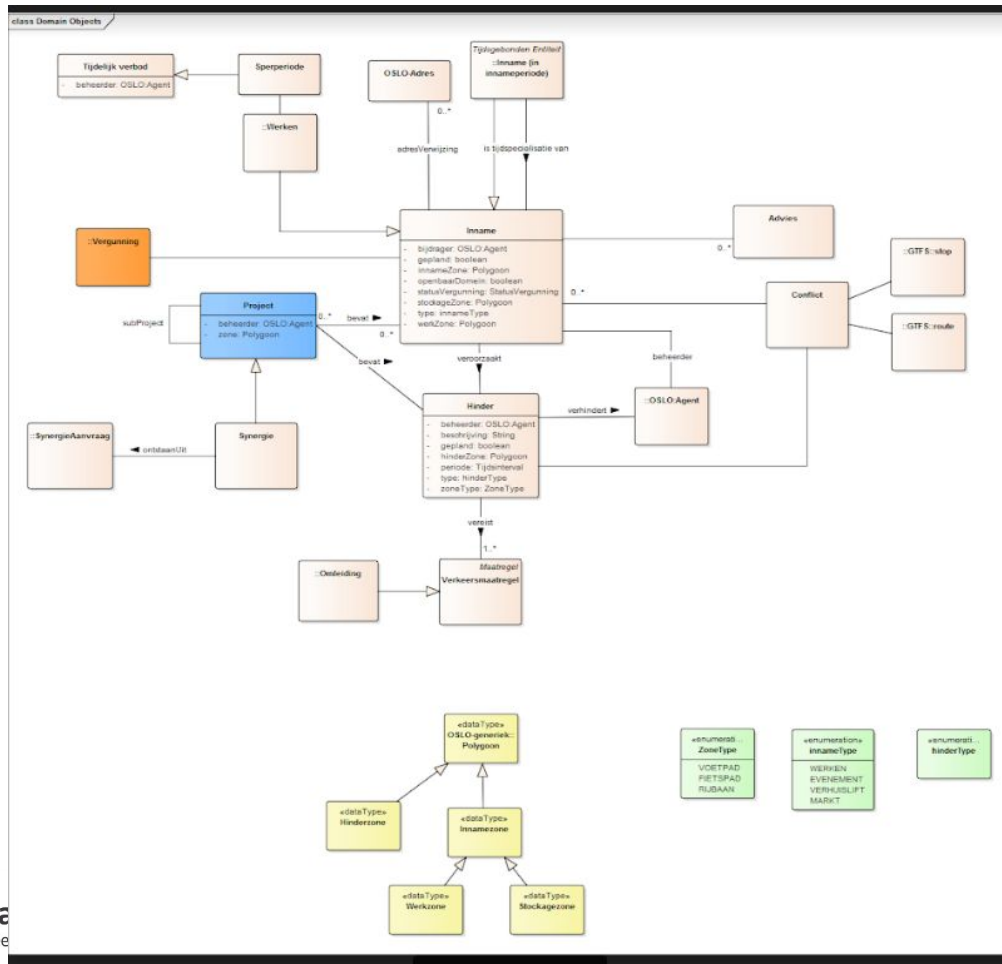 class Domain Objects
Tijdelijk verbod
- beheerder: OSLO:Agent
Sperperiode
OSLO-Adres
Tijdsgebonden Entiteit
::Inname (in
innameperiode)
0..*
::Werken
adresVerwijzing
is tijdspecialisatie van
::Vergunning
Inname
- bijdrager: OSLO:Agent
- gepland: boolean
- innameZone: Polygoon
- openbaarDomein: boolean
- statusVergunning: StatusVergunning
- stockageZone: Polygoon
- type: innameType
- werkZone: Polygoon
Advies
0..*
::GTFS::stop
0..*
Conflict
::GTFS::route
Project
- beheerder: OSLO:Agent
- zone: Polygoon
subProject
0..*
bevat
0..*
bevat
veroorzaakt
beheerder
Hinder
- beheerder: OSLO:Agent
- beschrijving: String
- gepland: boolean
- hinderZone: Polygoon
- periode: Tijdsinterval
- type: hinderType
- zoneType: ZoneType
verhindert
::OSLO:Agent
::SynergieAanvraag
ontstaanUit
Synergie
vereist
1..*
::Omleiding
Maatregel
Verkeersmaatregel
«dataType»
OSLO-generiek::
Polygoon
«dataType»
Hinderzone
«dataType»
Innamezone
«dataType»
Werkzone
«dataType»
Stockagezone
«enumerati...
ZoneType
VOETPAD
FIETSPAD
RIJBAAN
«enumeration»
innameType
WERKEN
EVENEMENT
VERHUISLIFT
MARKT
«enumerati...
hinderType